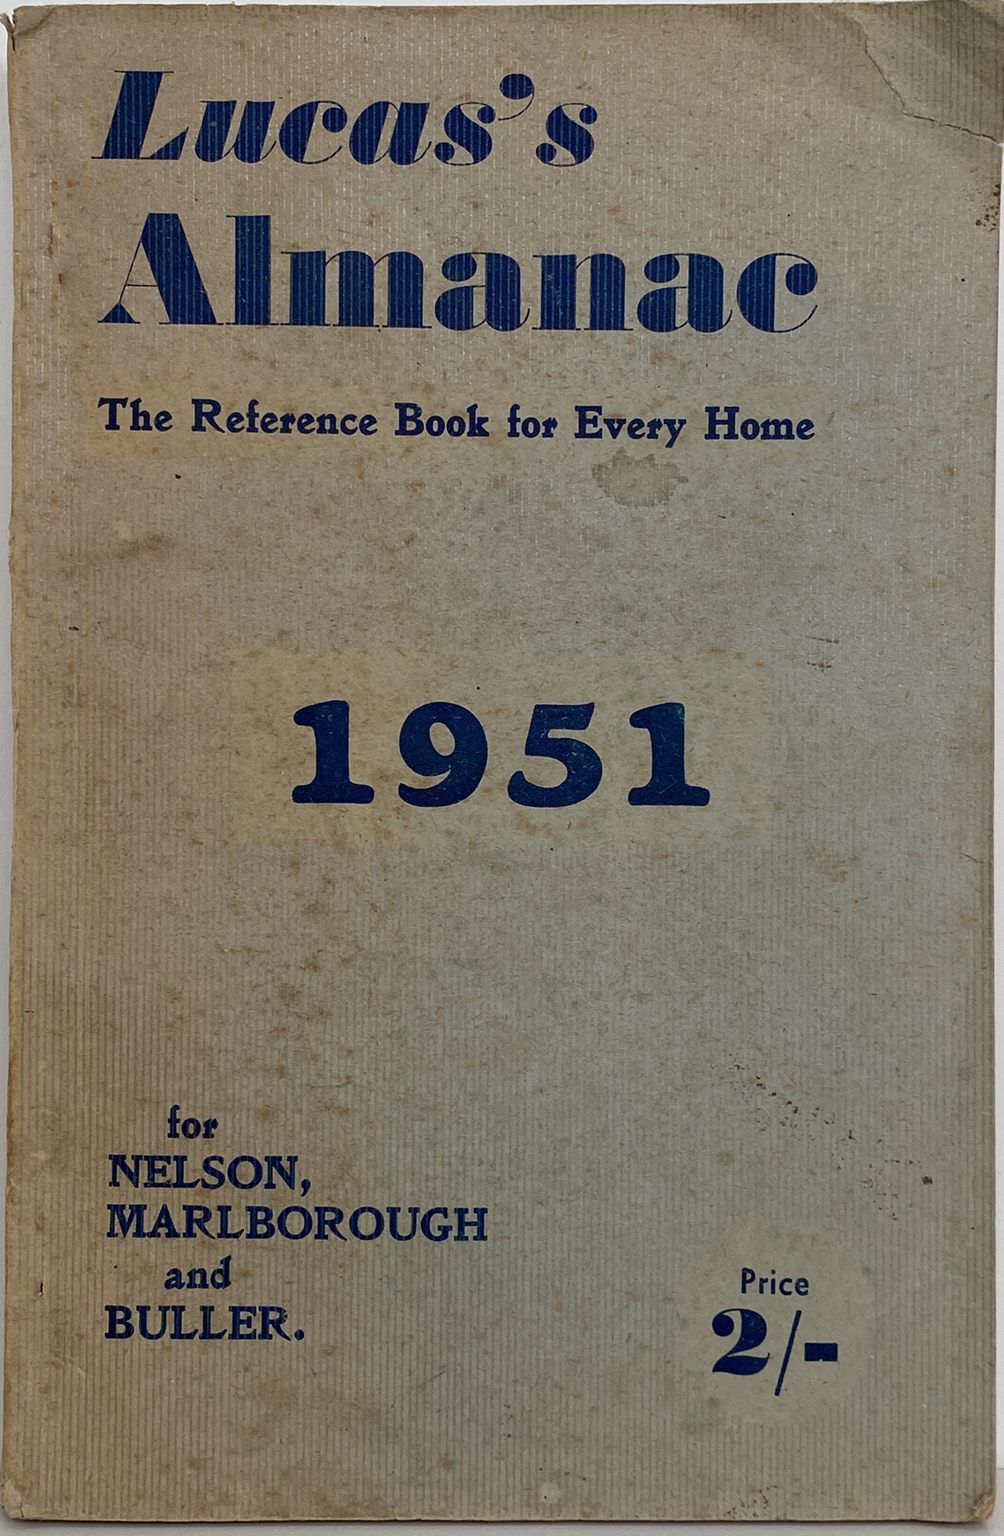 Lucas's
Almanac
The Reference Book for Every Home
1951
for
NELSON,
MARLBOROUGH
and
BULLER.
Price
2/-